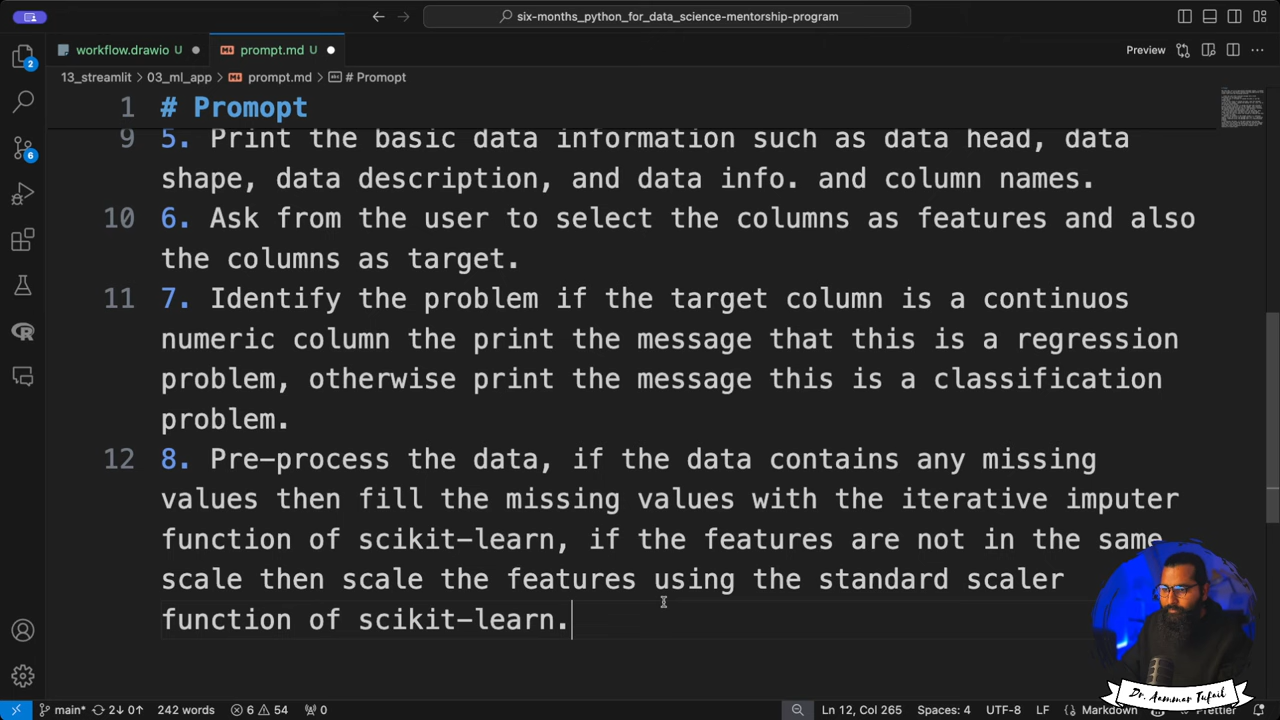 six-months_python_for_data_science-mentorship-program
workflow.drawio U
prompt.md U
Preview
13_streamlit > 03_ml_app > prompt.md > # Promopt
1 # Promopt
9 5. Print the basic data information such as data head, data
shape, data description, and data info. and column names.
10 6. Ask from the user to select the columns as features and also
the columns as target.
11 7. Identify the problem if the target column is a continuos
numeric column the print the message that this is a regression
problem, otherwise print the message this is a classification
problem.
12 8. Pre-process the data, if the data contains any missing
values then fill the missing values with the iterative imputer
function of scikit-learn, if the features are not in the same
scale then scale the features using the standard scaler
function of scikit-learn.
2
6
Dr. Aammar Tufail
main* 2↓ 0↑ 242 words 6 54 0 Ln 12, Col 265 Spaces: 4 UTF-8 LF Markdown Prettier